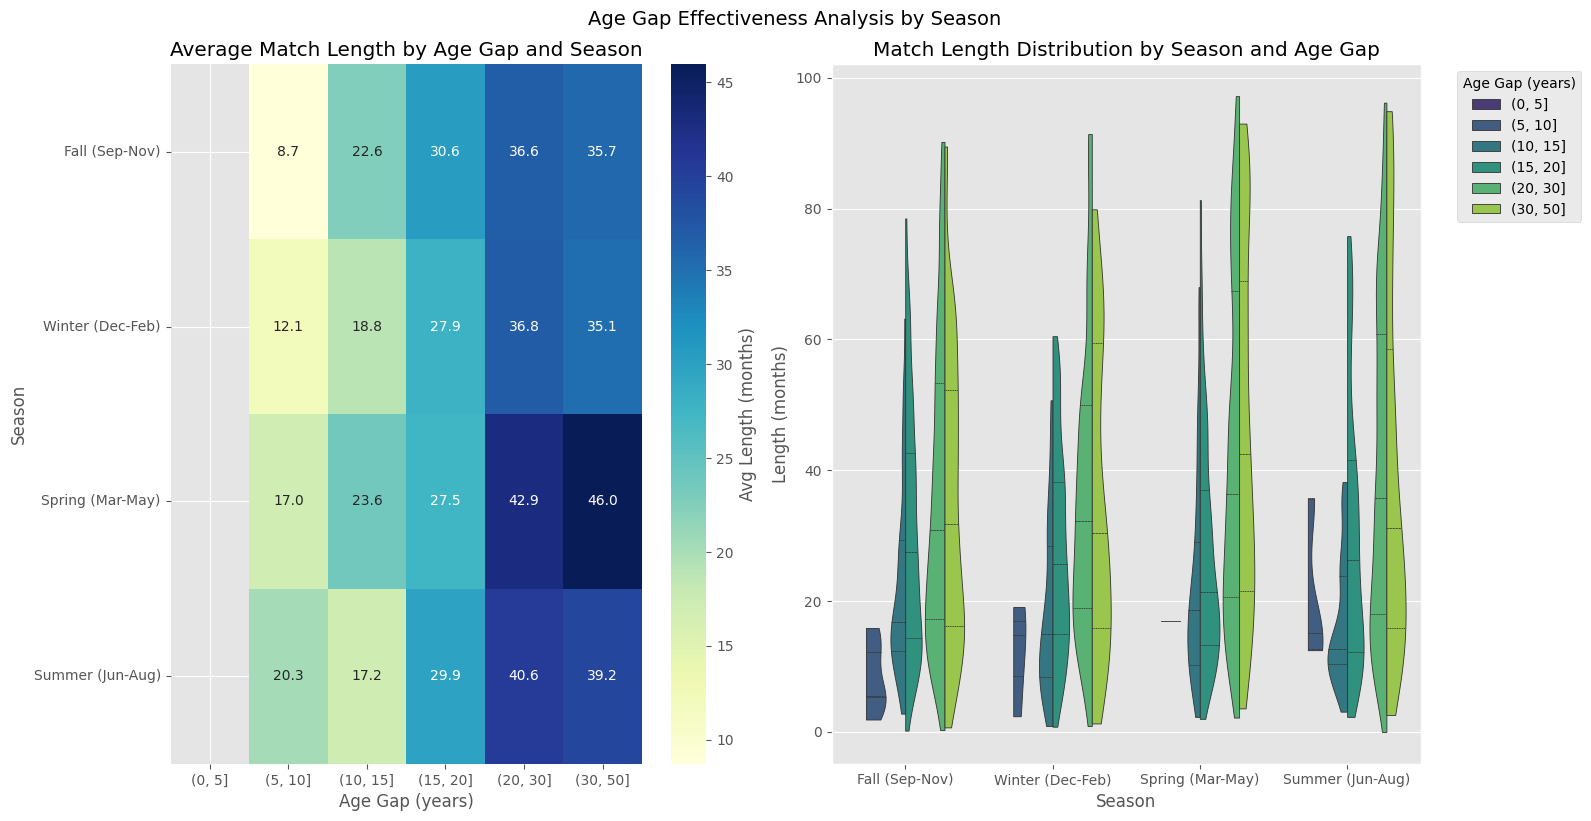 Age Gap Effectiveness Analysis by Season
Average Match Length by Age Gap and Season
Season
Fall (Sep-Nov)
8.7 22.6 30.6 36.6 35.7
Winter (Dec-Feb)
12.1 18.8 27.9 36.8 35.1
Spring (Mar-May)
17.0 23.6 27.5 42.9 46.0
Summer (Jun-Aug)
20.3 17.2 29.9 40.6 39.2
(0, 5] (5, 10] (10, 15] (15, 20] (20, 30] (30, 50]
Age Gap (years)
45
40
35
30
25
20
15
10
Avg Length (months)
Match Length Distribution by Season and Age Gap
Length (months)
100
80
60
40
20
0
Fall (Sep-Nov) Winter (Dec-Feb) Spring (Mar-May) Summer (Jun-Aug)
Season
Age Gap (years)
(0, 5]
(5, 10]
(10, 15]
(15, 20]
(20, 30]
(30, 50]